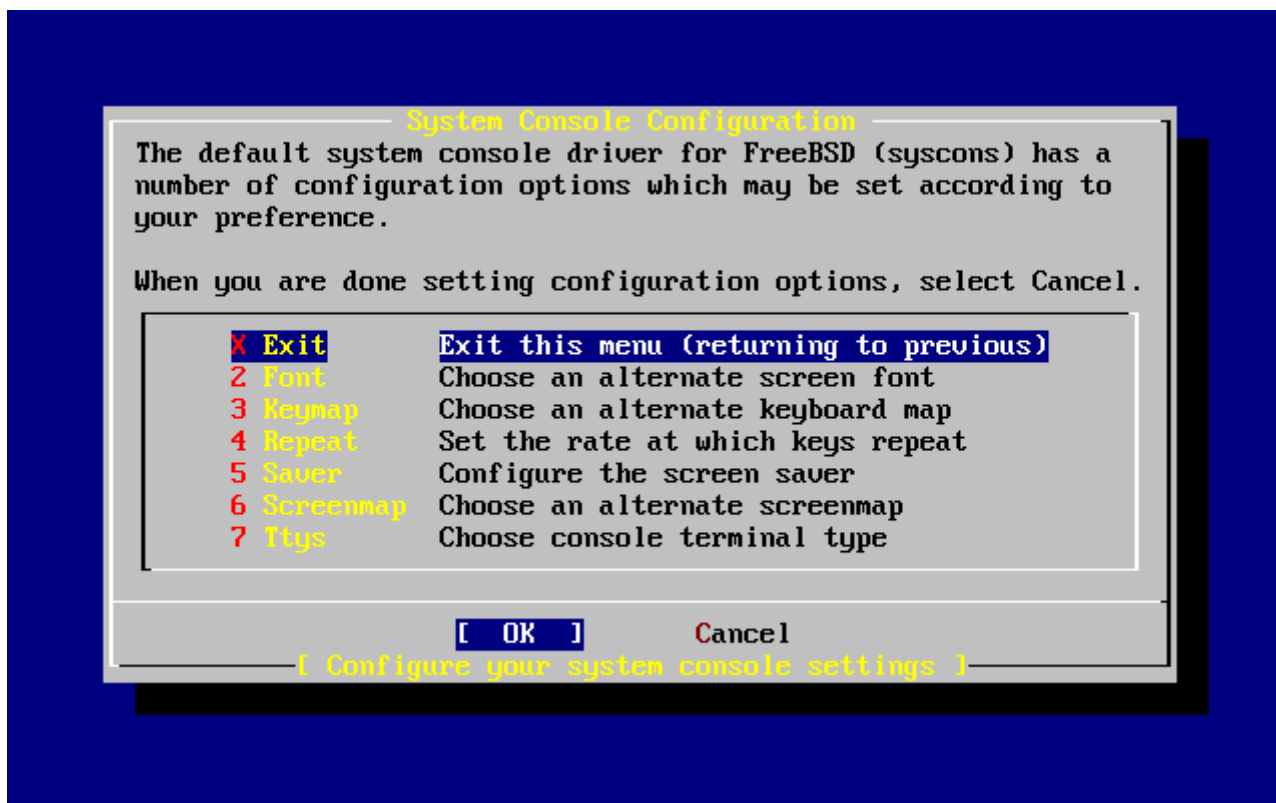 System Console Configuration
The default system console driver for FreeBSD (syscons) has a
number of configuration options which may be set according to
your preference.
When you are done setting configuration options, select Cancel.
X Exit Exit this menu (returning to previous)
2 Font Choose an alternate screen font
3 Keymap Choose an alternate keyboard map
4 Repeat Set the rate at which keys repeat
5 Saver Configure the screen saver
6 Screenmap Choose an alternate screenmap
7 Ttys Choose console terminal type
[ OK ] Cancel
[ Configure your system console settings ]